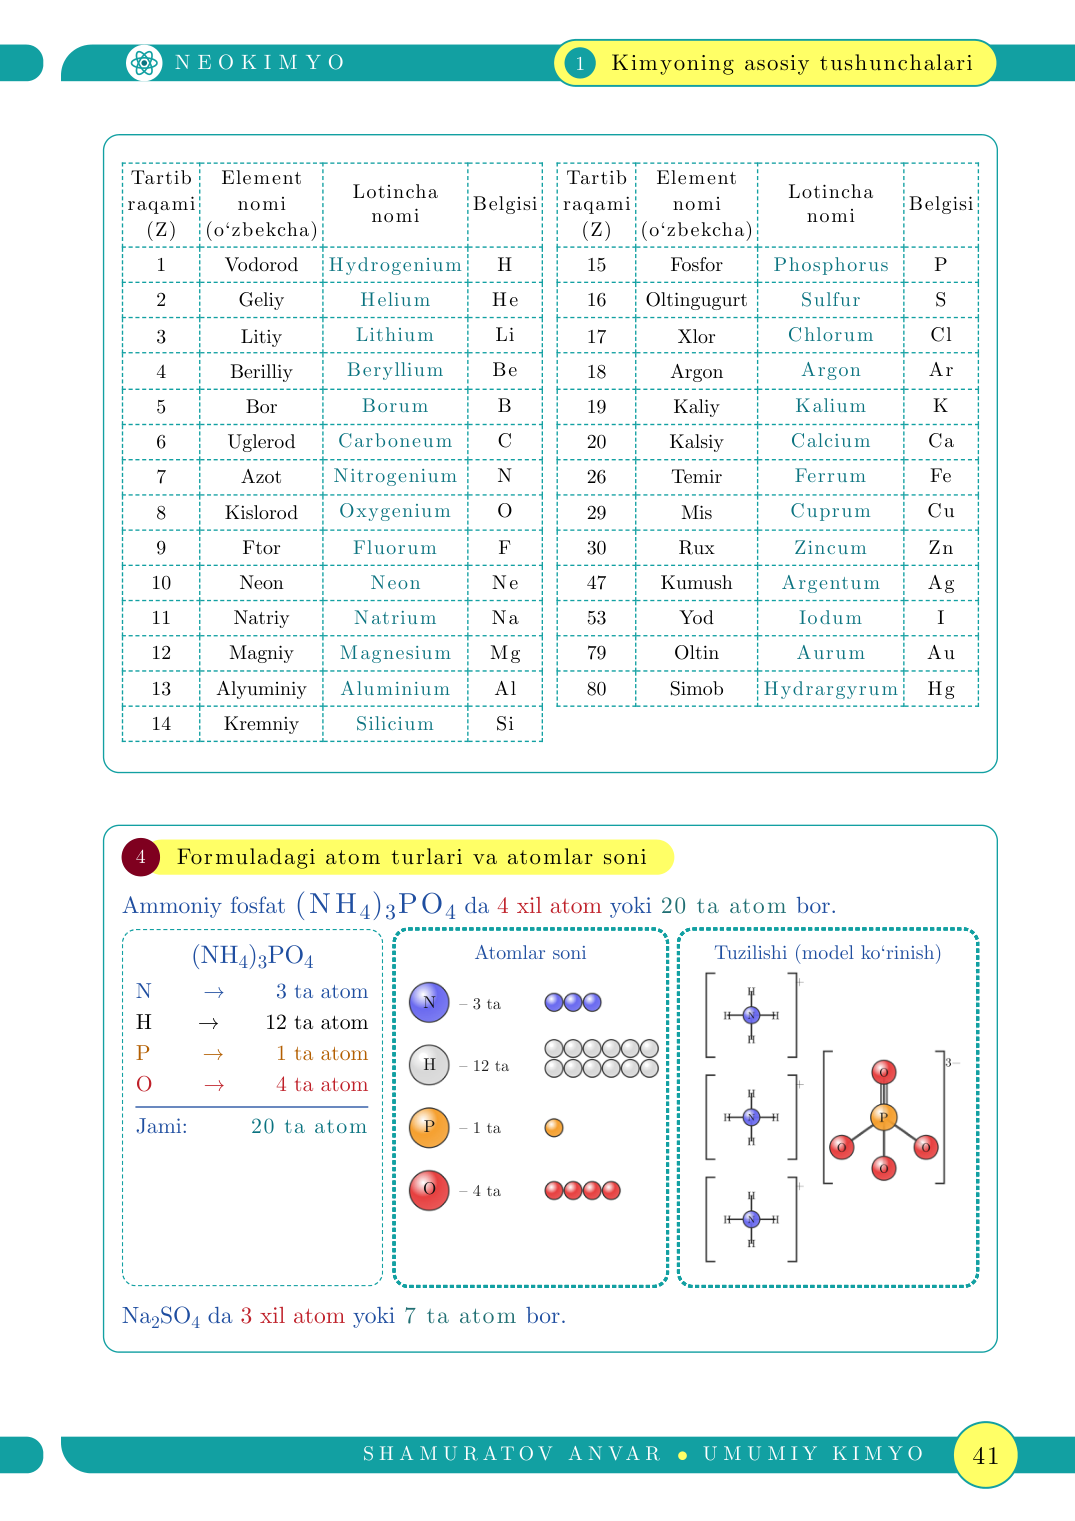 NEOKIMYO
1 Kimyoning asosiy tushunchalari
Tartib raqami (Z) Element nomi (o‘zbekcha) Lotincha nomi Belgisi
1 Vodorod Hydrogenium H
2 Geliy Helium He
3 Litiy Lithium Li
4 Berilliy Beryllium Be
5 Bor Borum B
6 Uglerod Carboneum C
7 Azot Nitrogenium N
8 Kislorod Oxygenium O
9 Ftor Fluorum F
10 Neon Neon Ne
11 Natriy Natrium Na
12 Magniy Magnesium Mg
13 Alyuminiy Aluminium Al
14 Kremniy Silicium Si
Tartib raqami (Z) Element nomi (o‘zbekcha) Lotincha nomi Belgisi
15 Fosfor Phosphorus P
16 Oltingugurt Sulfur S
17 Xlor Chlorum Cl
18 Argon Argon Ar
19 Kaliy Kalium K
20 Kalsiy Calcium Ca
26 Temir Ferrum Fe
29 Mis Cuprum Cu
30 Rux Zincum Zn
47 Kumush Argentum Ag
53 Yod Iodum I
79 Oltin Aurum Au
80 Simob Hydrargyrum Hg
4 Formuladagi atom turlari va atomlar soni
Ammoniy fosfat (NH₄)₃PO₄ da 4 xil atom yoki 20 ta atom bor.
(NH₄)₃PO₄
N → 3 ta atom
H → 12 ta atom
P → 1 ta atom
O → 4 ta atom
Jami: 20 ta atom
Atomlar soni
N – 3 ta
H – 12 ta
P – 1 ta
O – 4 ta
Tuzilishi (model ko‘rinish)
H
H N H
H
+
H
H N H
H
+
H
H N H
H
+
O
P
O O
O
3−
Na₂SO₄ da 3 xil atom yoki 7 ta atom bor.
SHAMURATOV ANVAR • UMUMIY KIMYO
41